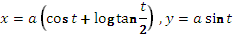 x = a (cos t + log tan t/2) , y = a sin t